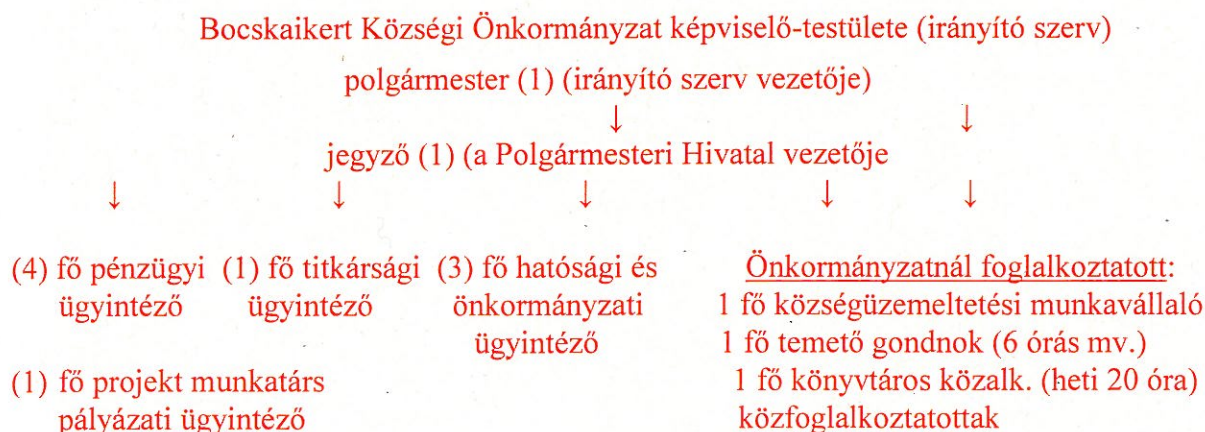 Bocskaikert Községi Önkormányzat képviselő-testülete (irányító szerv)
polgármester (1) (irányító szerv vezetője)
↓ ↓
jegyző (1) (a Polgármesteri Hivatal vezetője
↓ ↓ ↓ ↓ ↓
(4) fő pénzügyi
ügyintéző
(1) fő titkársági
ügyintéző
(3) fő hatósági és
önkormányzati
ügyintéző
(1) fő projekt munkatárs
pályázati ügyintéző
Önkormányzatnál foglalkoztatott:
1 fő községüzemeltetési munkavállaló
1 fő temető gondnok (6 órás mv.)
1 fő könyvtáros közalk. (heti 20 óra)
közfoglalkoztatottak